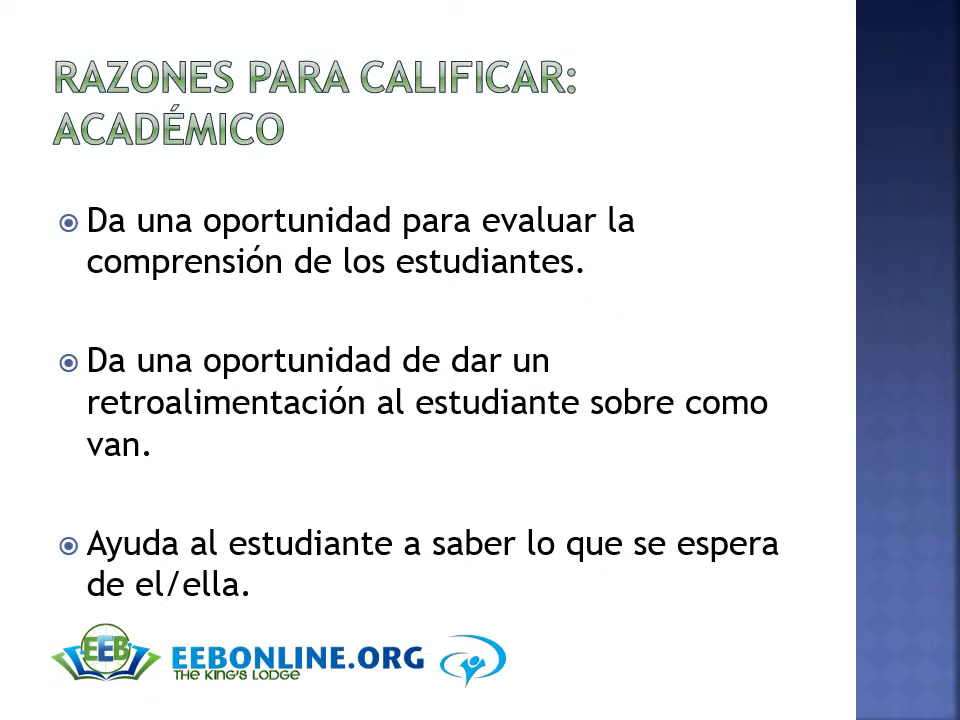 RAZONES PARA CALIFICAR:
ACADÉMICO
Da una oportunidad para evaluar la
comprensión de los estudiantes.
Da una oportunidad de dar un
retroalimentación al estudiante sobre como
van.
Ayuda al estudiante a saber lo que se espera
de el/ella.
EEB
EEBONLINE.ORG
THE KING'S LODGE